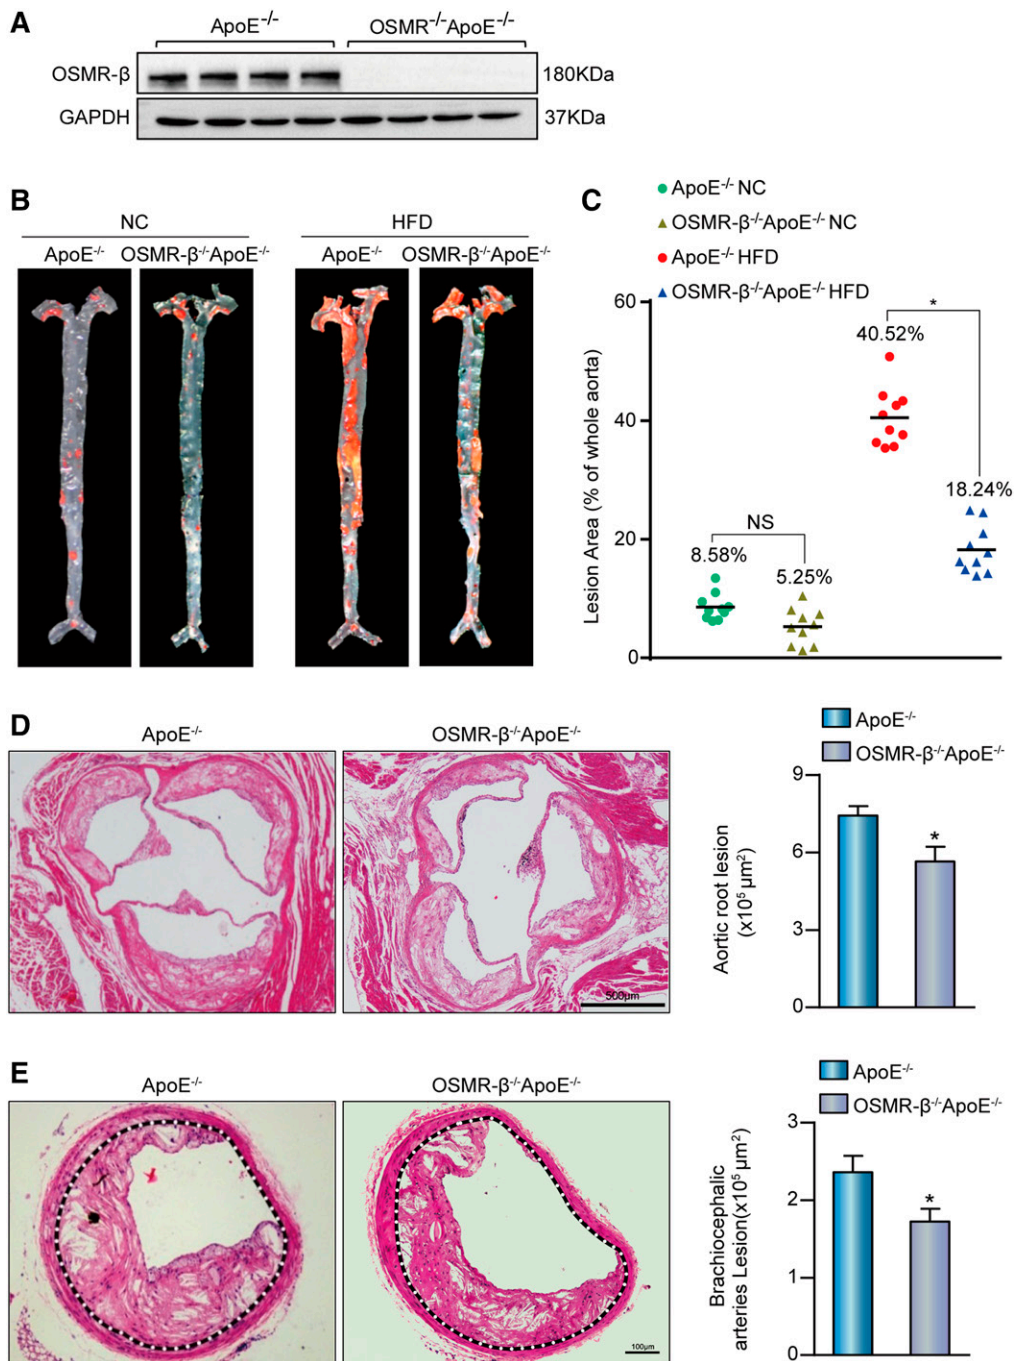 A
ApoE-/- OSMR-/-ApoE-/-
OSMR-β 180KDa
GAPDH 37KDa
B
NC HFD
ApoE-/- OSMR-β-/-ApoE-/- ApoE-/- OSMR-β-/-ApoE-/-
C
ApoE-/- NC
OSMR-β-/-ApoE-/- NC
ApoE-/- HFD
OSMR-β-/-ApoE-/- HFD
Lesion Area (% of whole aorta)
60
40
20
0
8.58%
NS
5.25%
40.52%
*
18.24%
D
ApoE-/- OSMR-β-/-ApoE-/-
500μm
ApoE-/-
OSMR-β-/-ApoE-/-
Aortic root lesion
(x10⁵ μm²)
9
6
3
0
*
E
ApoE-/- OSMR-β-/-ApoE-/-
100μm
ApoE-/-
OSMR-β-/-ApoE-/-
Brachiocephalic
arteries Lesion(x10⁵ μm²)
3
2
1
0
*